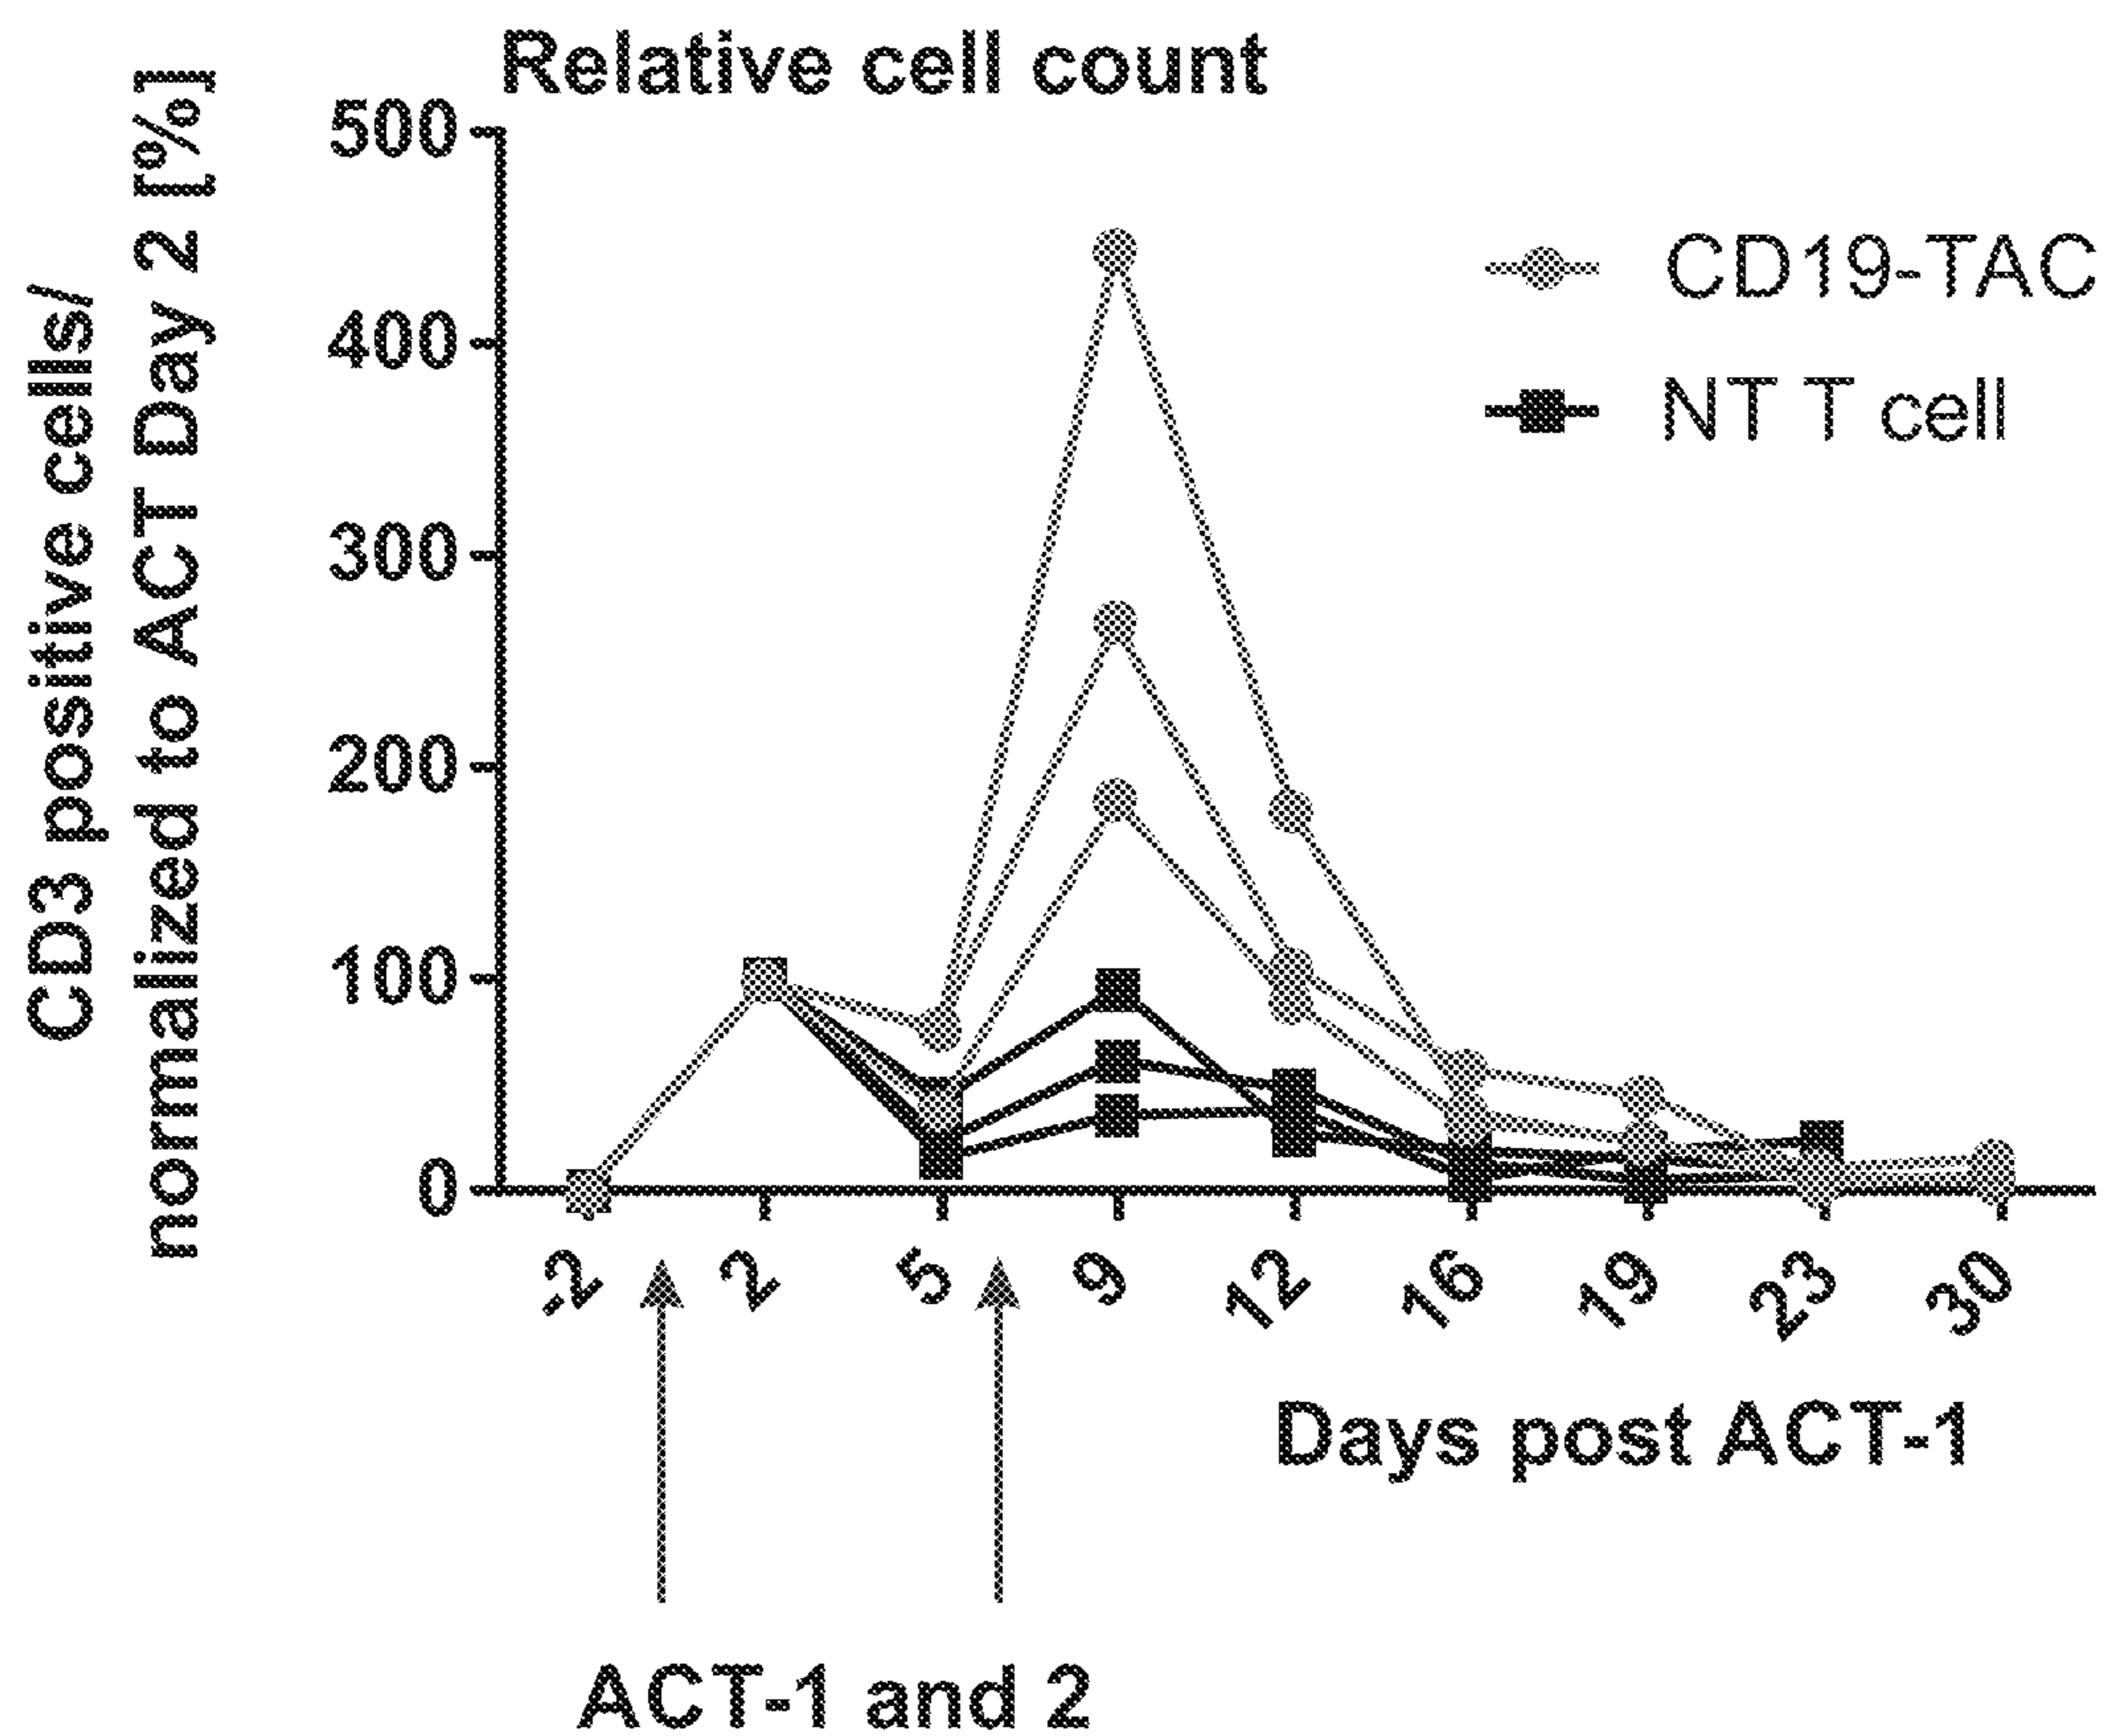 Relative cell count
CD3 positive cells/
normalized to ACT Day 2 [%]
500
400
300
200
100
0
CD19-TAC
NT T cell
-2 2 5 9 12 16 19 23 30
Days post ACT-1
ACT-1 and 2